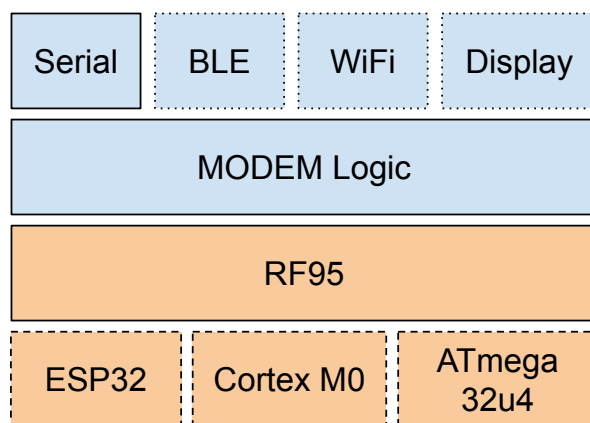 Serial BLE WiFi Display
MODEM Logic
RF95
ESP32 Cortex M0 ATmega
32u4